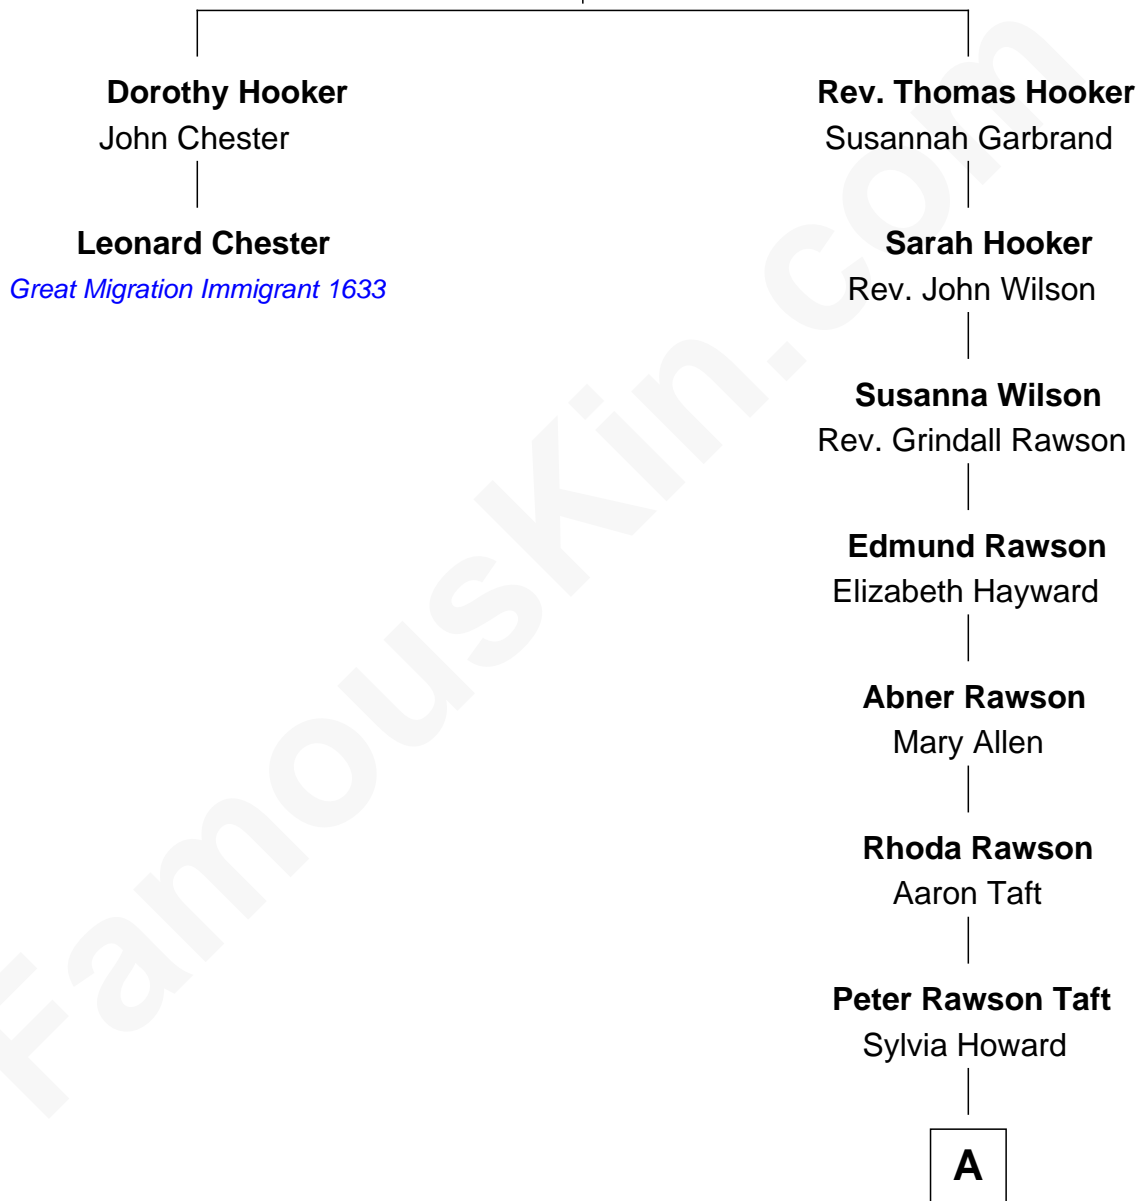 Dorothy Hooker
John Chester
Leonard Chester
Great Migration Immigrant 1633
Rev. Thomas Hooker
Susannah Garbrand
Sarah Hooker
Rev. John Wilson
Susanna Wilson
Rev. Grindall Rawson
Edmund Rawson
Elizabeth Hayward
Abner Rawson
Mary Allen
Rhoda Rawson
Aaron Taft
Peter Rawson Taft
Sylvia Howard
A
FamousKin.com